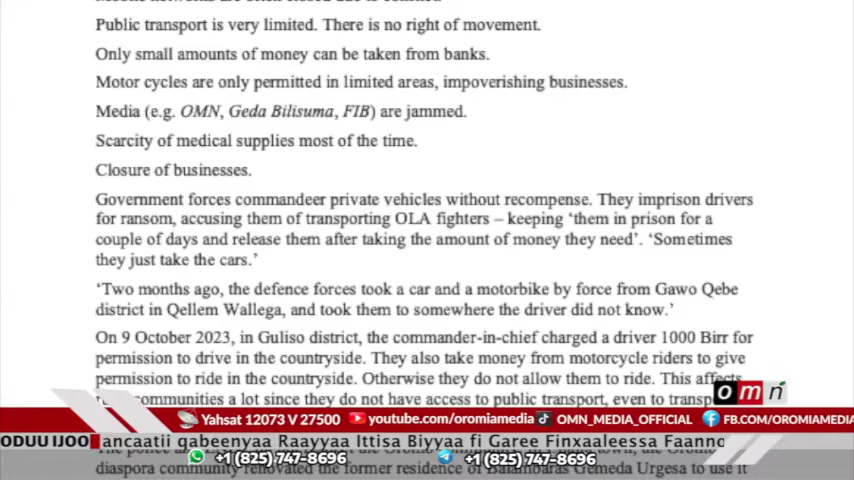 Public transport is very limited. There is no right of movement.
Only small amounts of money can be taken from banks.
Motor cycles are only permitted in limited areas, impoverishing businesses.
Media (e.g. OMN, Geda Bilisuma, FIB) are jammed.
Scarcity of medical supplies most of the time.
Closure of businesses.
Government forces commandeer private vehicles without recompense. They imprison drivers
for ransom, accusing them of transporting OLA fighters – keeping ‘them in prison for a
couple of days and release them after taking the amount of money they need’. ‘Sometimes
they just take the cars.’
‘Two months ago, the defence forces took a car and a motorbike by force from Gawo Qebe
district in Qellem Wallega, and took them to somewhere the driver did not know.’
On 9 October 2023, in Guliso district, the commander-in-chief charged a driver 1000 Birr for
permission to drive in the countryside. They also take money from motorcycle riders to give
permission to ride in the countryside. Otherwise they do not allow them to ride. This affects
omn
communities a lot since they do not have access to public transport, even to
Yahsat 12073 V 27500 youtube.com/oromiamedia OMN_MEDIA_OFFICIAL FB.COM/OROMIAMEDIA
ODUU IJOO ancaatii qabeenyaa Raayyaa Ittisa Biyyaa fi Garee Finxaaleessa Faanno
+1 (825) 747-8696 +1 (825) 747-8696
diaspora community renovated the former residence of Balambaras Gemeda Urgesa to use it